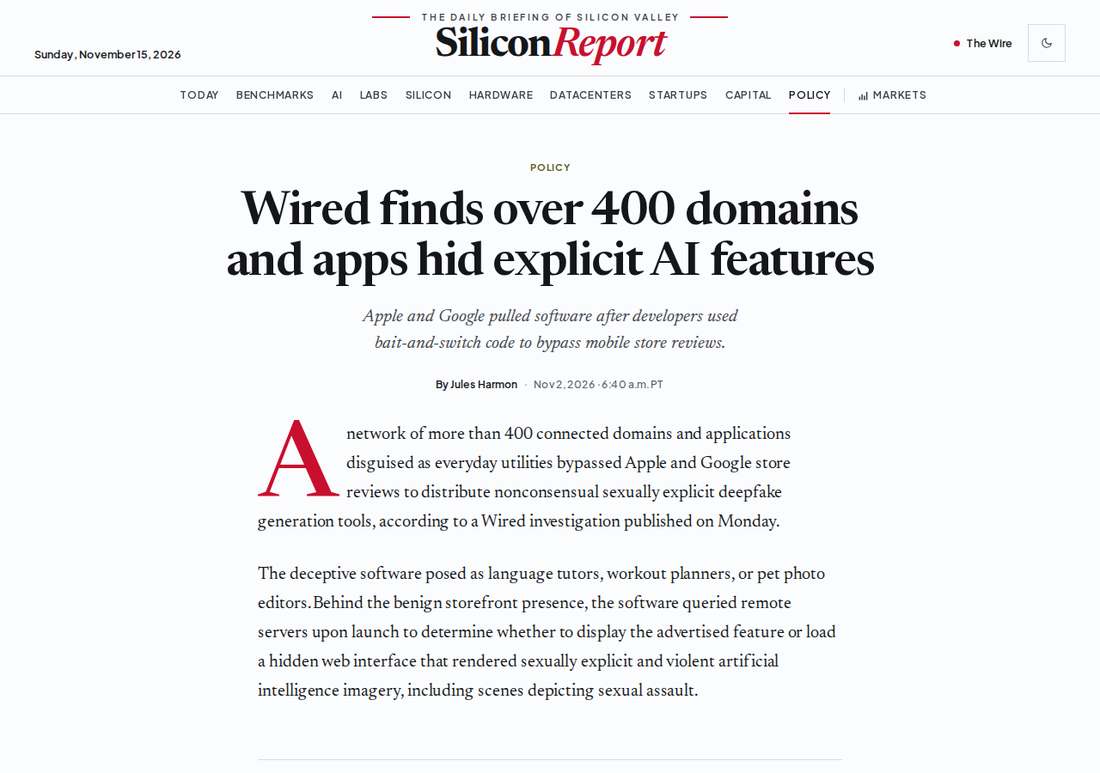 THE DAILY BRIEFING OF SILICON VALLEY
SiliconReport
Sunday, November 15, 2026
The Wire
TODAY BENCHMARKS AI LABS SILICON HARDWARE DATACENTERS STARTUPS CAPITAL POLICY MARKETS
POLICY
Wired finds over 400 domains
and apps hid explicit AI features
Apple and Google pulled software after developers used
bait-and-switch code to bypass mobile store reviews.
By Jules Harmon · Nov 2, 2026 · 6:40 a.m. PT
A network of more than 400 connected domains and applications
disguised as everyday utilities bypassed Apple and Google store
reviews to distribute nonconsensual sexually explicit deepfake
generation tools, according to a Wired investigation published on Monday.
The deceptive software posed as language tutors, workout planners, or pet photo
editors. Behind the benign storefront presence, the software queried remote
servers upon launch to determine whether to display the advertised feature or load
a hidden web interface that rendered sexually explicit and violent artificial
intelligence imagery, including scenes depicting sexual assault.